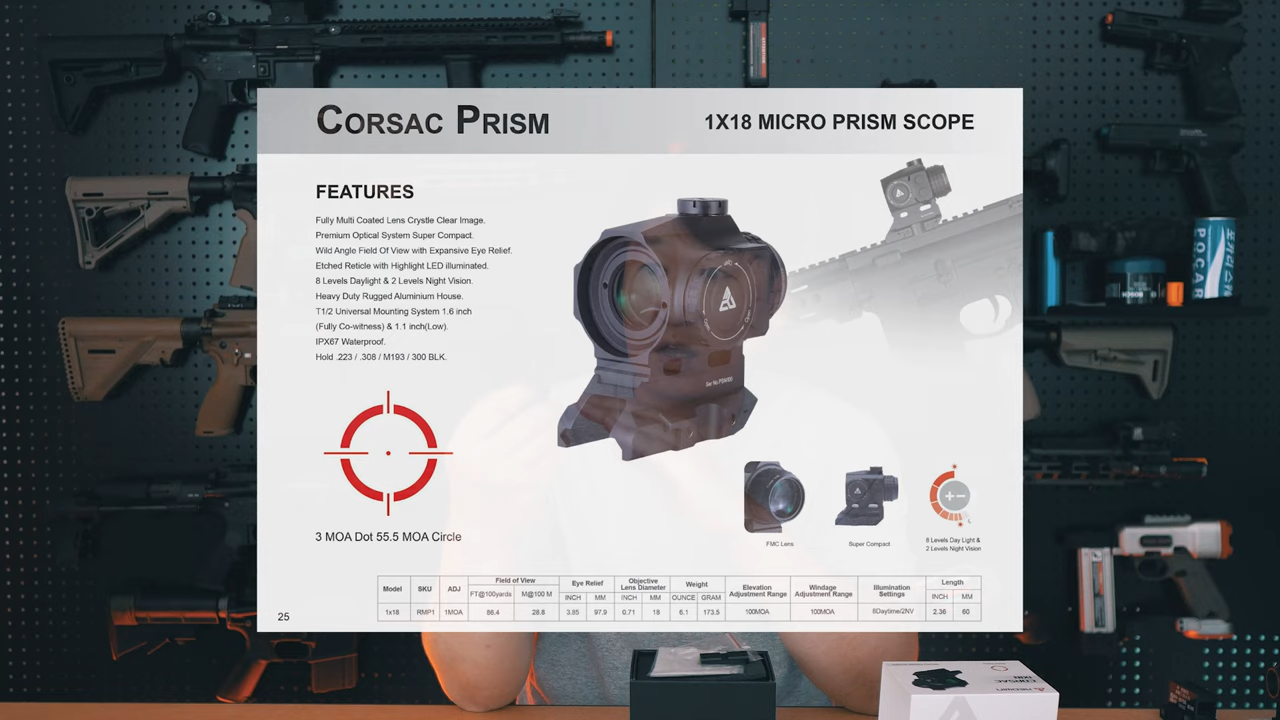 CORSAC PRISM
1X18 MICRO PRISM SCOPE
FEATURES
Fully Multi Coated Lens Crystle Clear Image.
Premium Optical System Super Compact.
Wild Angle Field Of View with Expansive Eye Relief.
Etched Reticle with Highlight LED illuminated.
8 Levels Daylight & 2 Levels Night Vision.
Heavy Duty Rugged Aluminium House.
T1/2 Universal Mounting System 1.6 inch
(Fully Co-witness) & 1.1 inch(Low).
IPX67 Waterproof.
Hold .223 / .308 / M193 / 300 BLK.
3 MOA Dot 55.5 MOA Circle
FMC Lens
Super Compact
8 Levels Day Light &
2 Levels Night Vision
Model SKU ADJ Field of View Eye Relief Objective Lens Diameter Weight Elevation Adjustment Range Windage Adjustment Range Illumination Settings Length
FT@100yards M@100 M INCH MM INCH MM OUNCE GRAM INCH MM
1x18 RMP1 1MOA 86.4 28.8 3.85 97.9 0.71 18 6.1 173.5 100MOA 100MOA 8Daytime/2NV 2.36 60
25
POCAR
포카리스
BOSCH
CORSAC